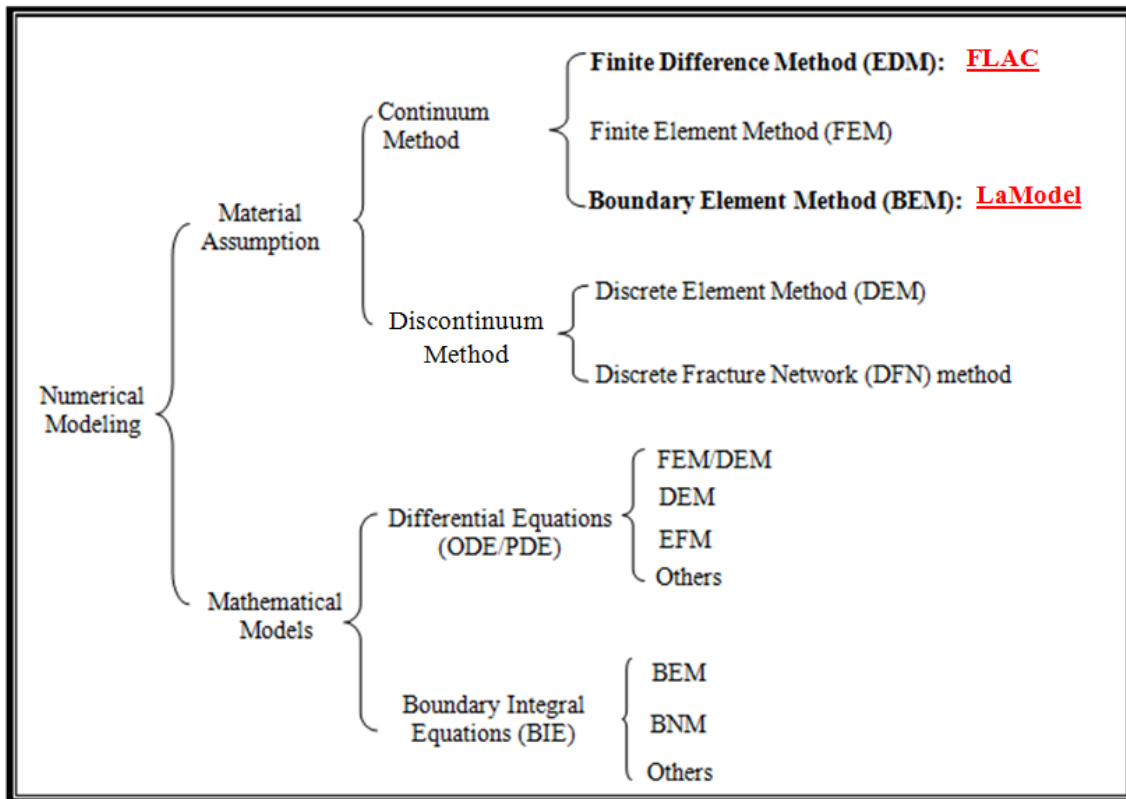 Finite Difference Method (EDM): FLAC
Continuum
Method
Finite Element Method (FEM)
Boundary Element Method (BEM): LaModel
Material
Assumption
Discrete Element Method (DEM)
Discontinuum
Method
Discrete Fracture Network (DFN) method
Numerical
Modeling
FEM/DEM
DEM
Differential Equations
(ODE/PDE)
EFM
Others
Mathematical
Models
BEM
Boundary Integral
Equations (BIE)
BNM
Others